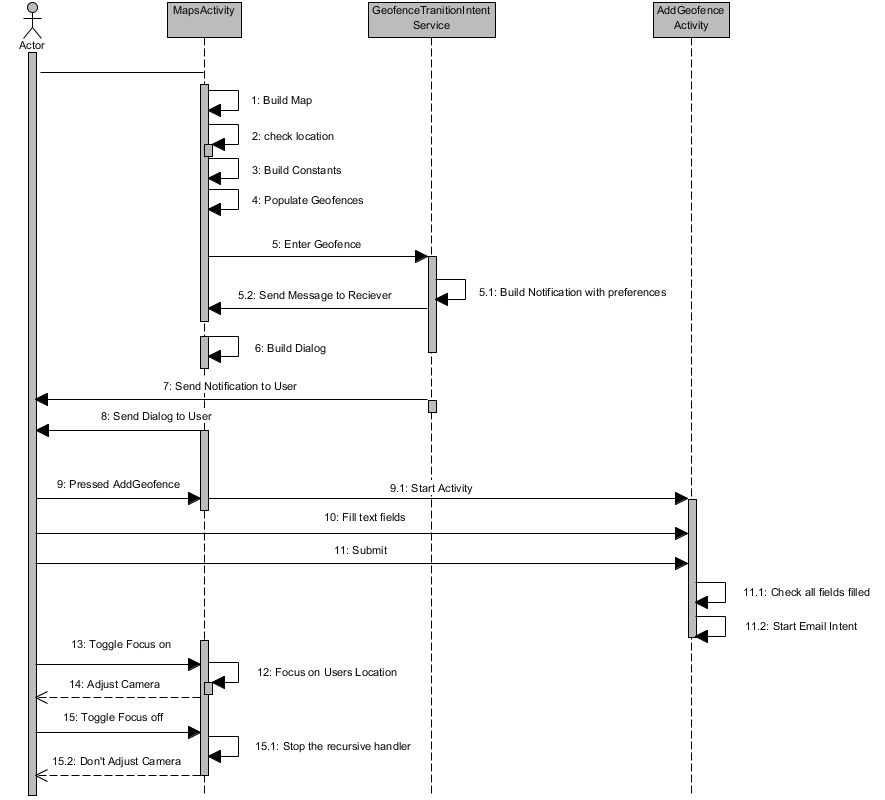 MapsActivity
GeofenceTranitionIntent
Service
AddGeofence
Activity
Actor
1: Build Map
2: check location
3: Build Constants
4: Populate Geofences
5: Enter Geofence
5.1: Build Notification with preferences
5.2: Send Message to Reciever
6: Build Dialog
7: Send Notification to User
8: Send Dialog to User
9: Pressed AddGeofence
9.1: Start Activity
10: Fill text fields
11: Submit
11.1: Check all fields filled
11.2: Start Email Intent
13: Toggle Focus on
12: Focus on Users Location
14: Adjust Camera
15: Toggle Focus off
15.1: Stop the recursive handler
15.2: Don't Adjust Camera